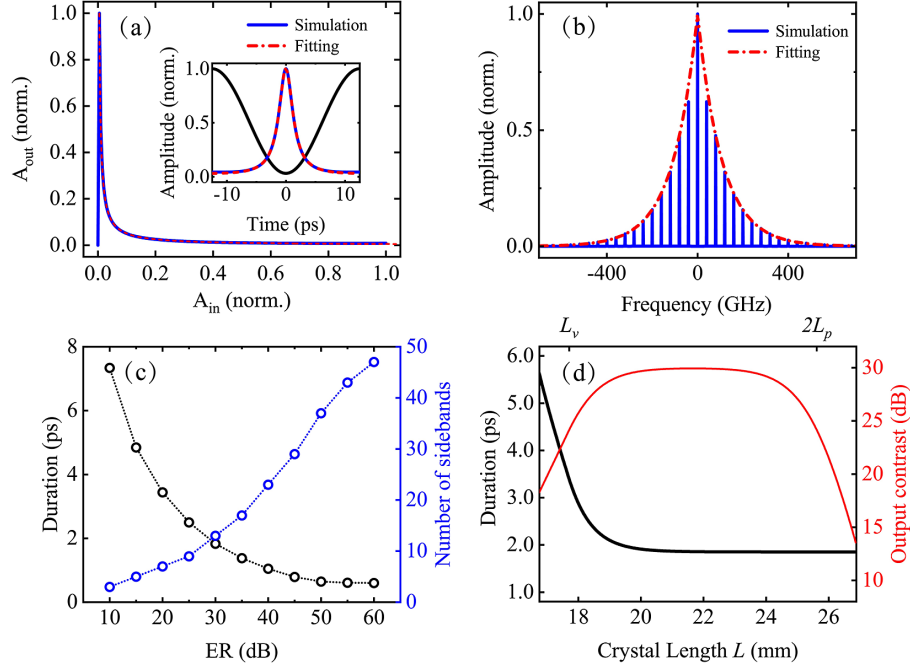 (a)
Simulation
Fitting
A_out (norm.)
1.0
0.8
0.6
0.4
0.2
0.0
0.0 0.2 0.4 0.6 0.8 1.0
A_in (norm.)
Amplitude (norm.)
1.0
0.5
0.0
-10 0 10
Time (ps)
(b)
Simulation
Fitting
Amplitude (norm.)
1.0
0.5
0.0
-400 0 400
Frequency (GHz)
(c)
Duration (ps)
8
6
4
2
0
10 20 30 40 50 60
ER (dB)
50
40
30
20
10
0
Number of sidebands
L_v 2L_p
(d)
Duration (ps)
6.0
5.0
4.0
3.0
2.0
1.0
18 20 22 24 26
Crystal Length L (mm)
30
25
20
15
10
Output contrast (dB)